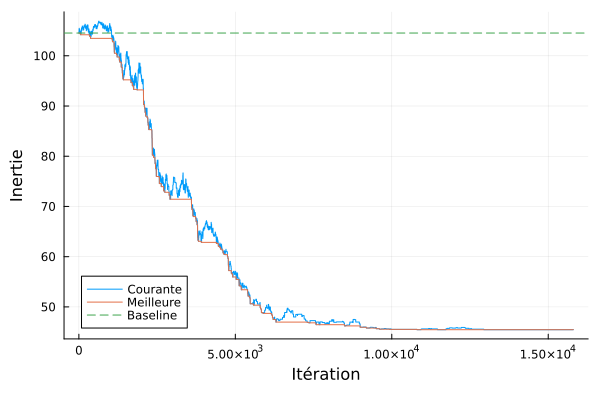 Inertie
100
90
80
70
60
50
Courante
Meilleure
Baseline
0
5.00×10³
1.00×10⁴
1.50×10⁴
Itération